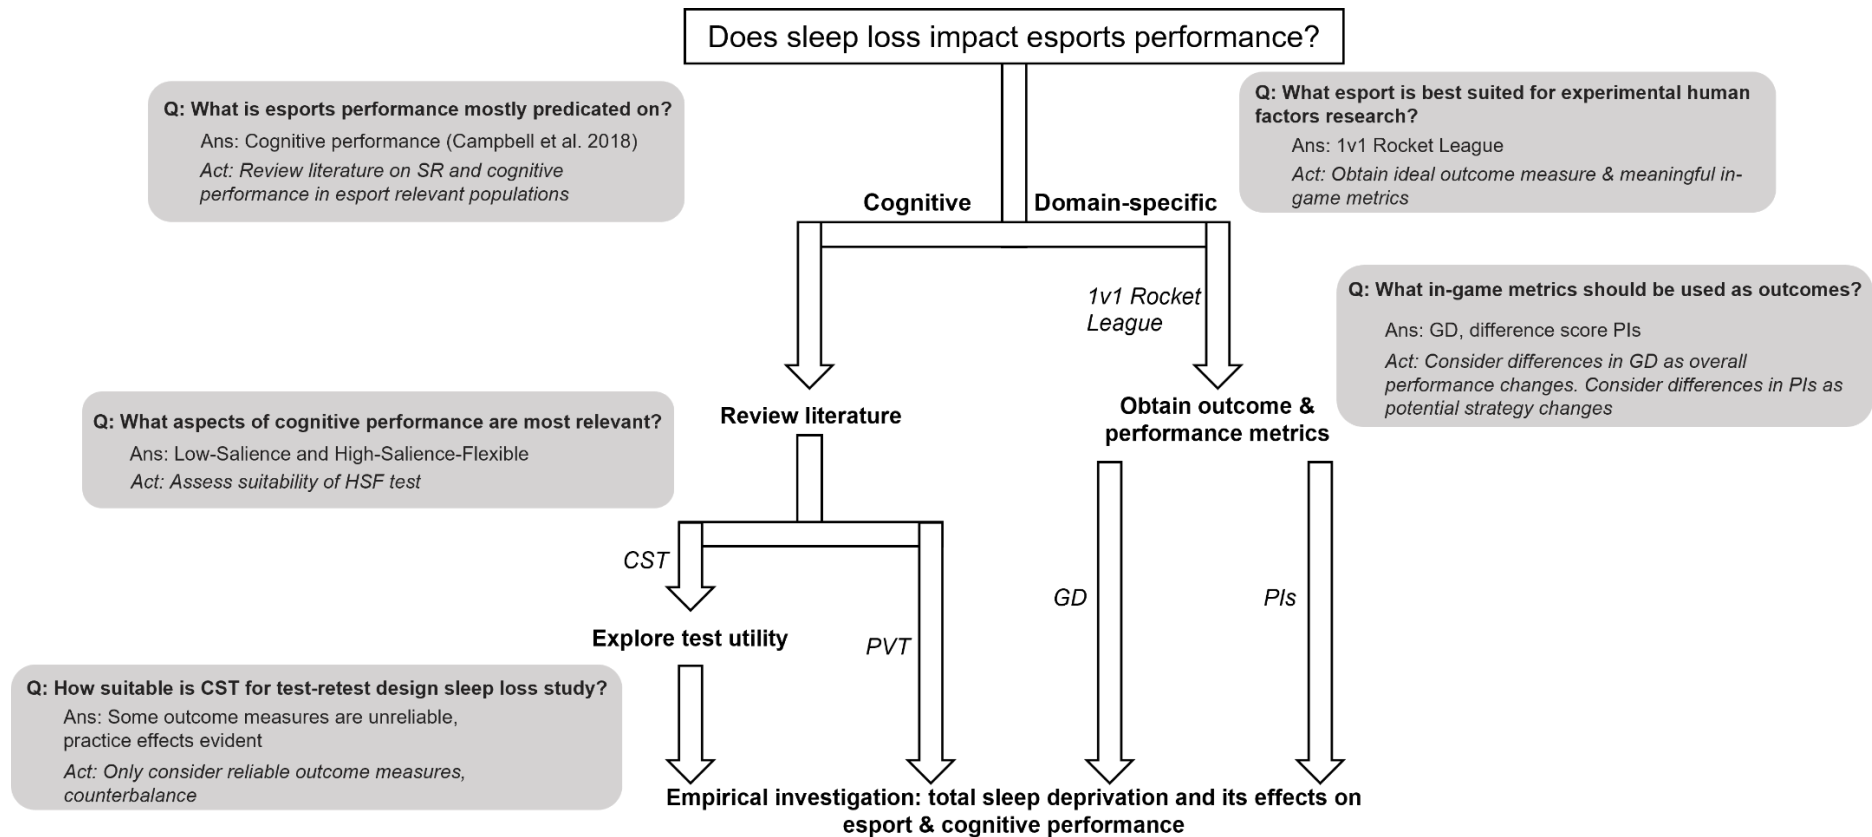 Does sleep loss impact esports performance?
Q: What is esports performance mostly predicated on?
Ans: Cognitive performance (Campbell et al. 2018)
Act: Review literature on SR and cognitive
performance in esport relevant populations
Q: What esport is best suited for experimental human
factors research?
Ans: 1v1 Rocket League
Act: Obtain ideal outcome measure & meaningful in-
game metrics
Cognitive
Domain-specific
1v1 Rocket
League
Q: What in-game metrics should be used as outcomes?
Ans: GD, difference score PIs
Act: Consider differences in GD as overall
performance changes. Consider differences in PIs as
potential strategy changes
Q: What aspects of cognitive performance are most relevant?
Ans: Low-Salience and High-Salience-Flexible
Act: Assess suitability of HSF test
Review literature
Obtain outcome &
performance metrics
CST
PVT
GD
PIs
Explore test utility
Q: How suitable is CST for test-retest design sleep loss study?
Ans: Some outcome measures are unreliable,
practice effects evident
Act: Only consider reliable outcome measures,
counterbalance
Empirical investigation: total sleep deprivation and its effects on
esport & cognitive performance